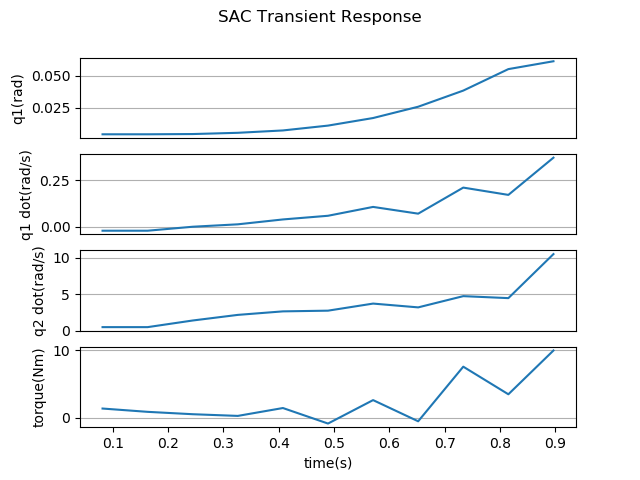 SAC Transient Response
0.050
0.025
q1(rad)
0.25
0.00
q1 dot(rad/s)
10
5
0
q2 dot(rad/s)
10
0
torque(Nm)
0.1 0.2 0.3 0.4 0.5 0.6 0.7 0.8 0.9
time(s)